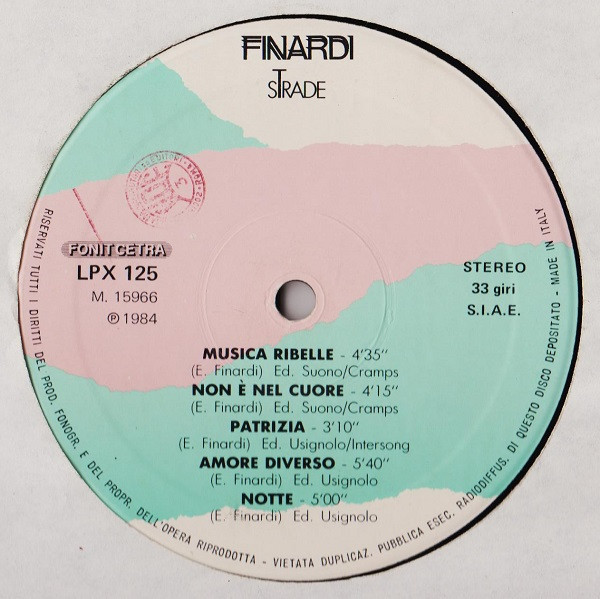 FINARDI
STRADE
FONIT CETRA
LPX 125
M. 15966
℗ 1984
STEREO
33 giri
S.I.A.E.
MUSICA RIBELLE - 4'35"
(E. Finardi) Ed. Suono/Cramps
NON È NEL CUORE - 4'15"
(E. Finardi) Ed. Suono/Cramps
PATRIZIA - 3'10"
(E. Finardi) Ed. Usignolo/Intersong
AMORE DIVERSO - 5'40"
(E. Finardi) Ed. Usignolo
NOTTE - 5'00"
(E. Finardi) Ed. Usignolo
RISERVATI TUTTI I DIRITTI DEL PROD. FONOGR. E DEL PROPR. DELL'OPERA RIPRODOTTA - VIETATA DUPLICAZ. PUBBLICA ESEC. RADIODIFFUS. DI QUESTO DISCO DEPOSITATO - MADE IN ITALY